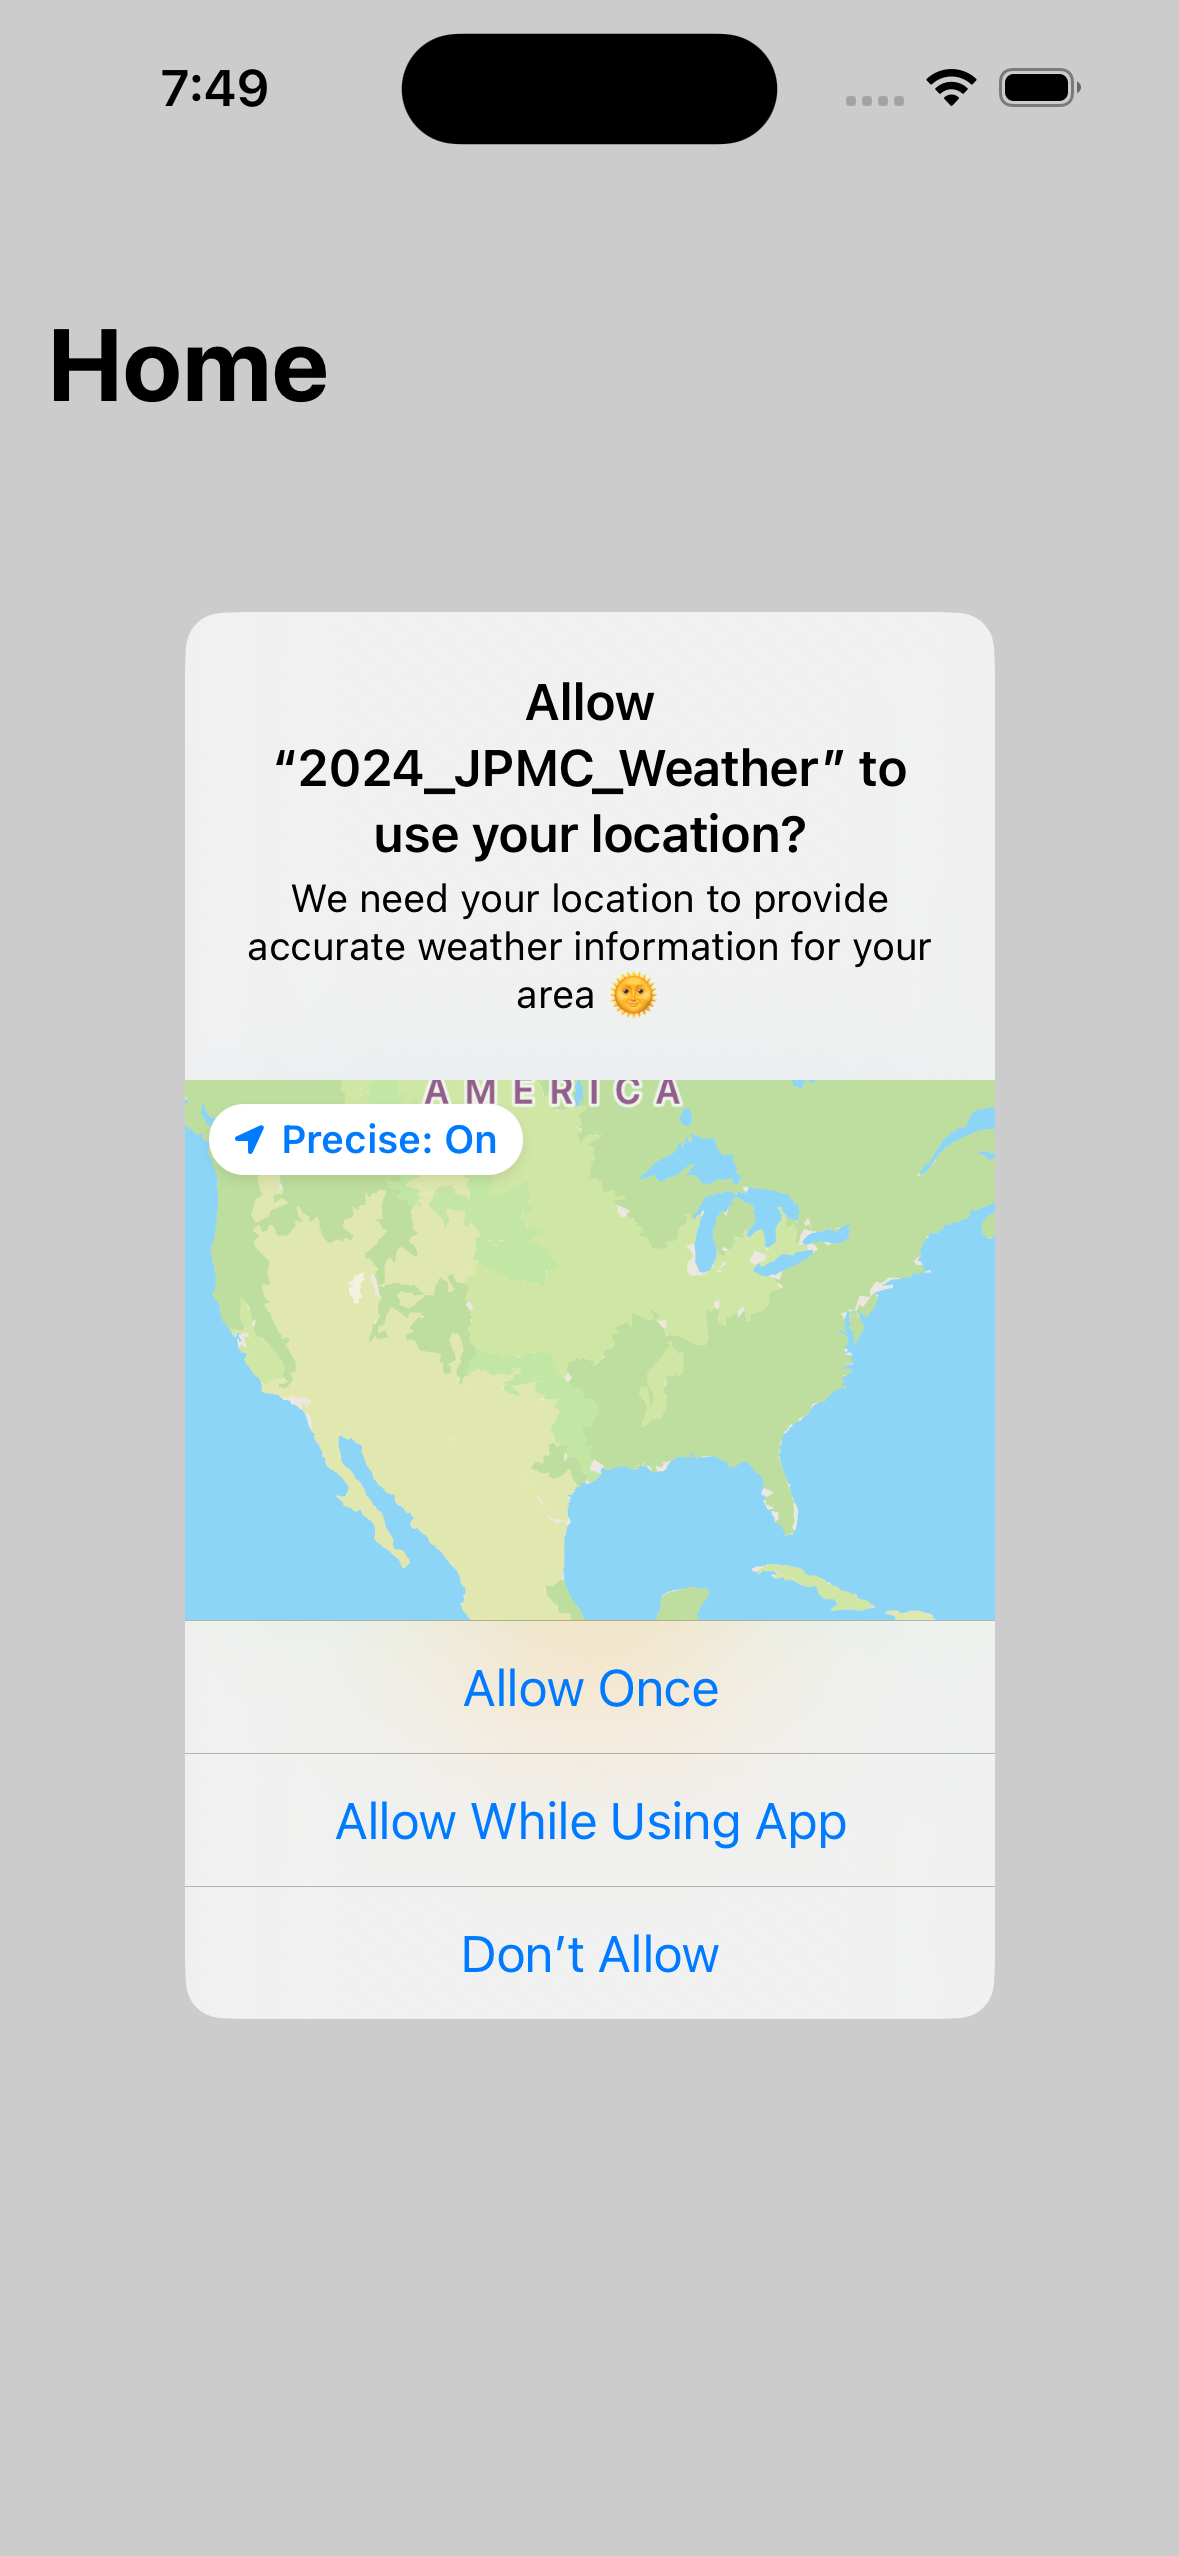 7:49
Home
Allow
“2024_JPMC_Weather” to
use your location?
We need your location to provide
accurate weather information for your
area 🌞
AMERICA
Precise: On
Allow Once
Allow While Using App
Don’t Allow